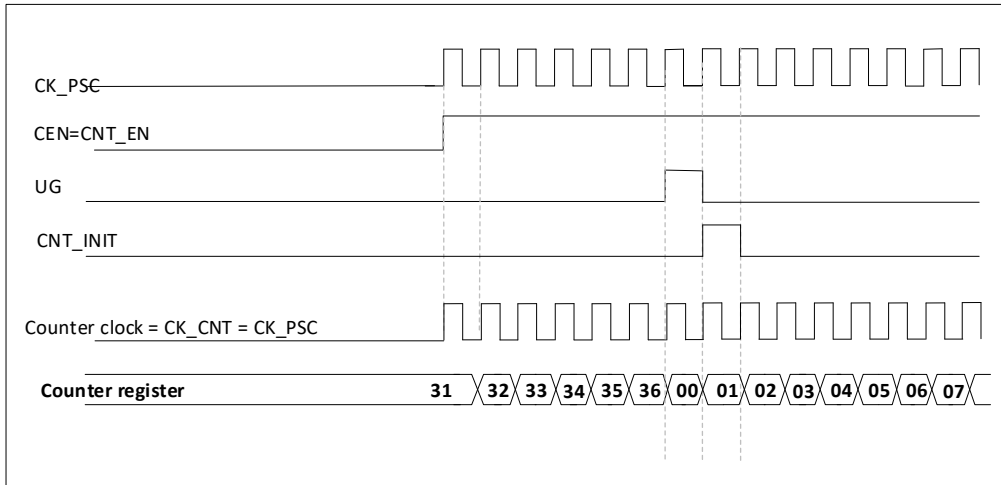 CK_PSC
CEN=CNT_EN
UG
CNT_INIT
Counter clock = CK_CNT = CK_PSC
Counter register 31 32 33 34 35 36 00 01 02 03 04 05 06 07